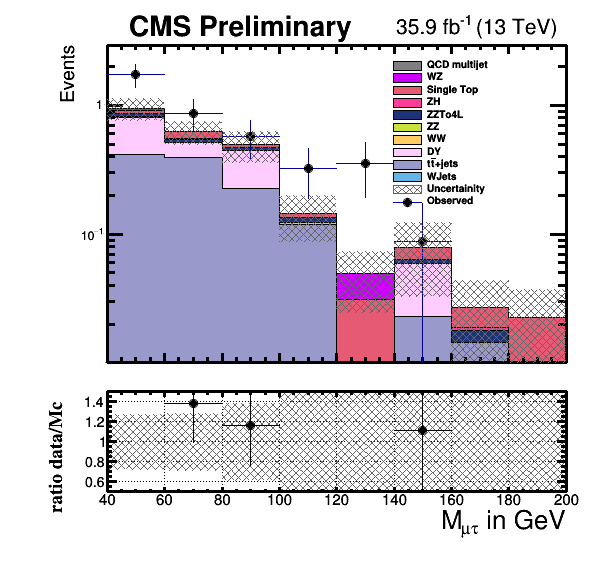 CMS Preliminary 35.9 fb⁻¹ (13 TeV)
Events
1
10⁻¹
QCD multijet
WZ
Single Top
ZH
ZZTo4L
ZZ
WW
DY
tt̄+jets
WJets
Uncertainity
Observed
ratio data/Mc
1.4
1.2
1
0.8
0.6
40 60 80 100 120 140 160 180 200
Mμτ in GeV